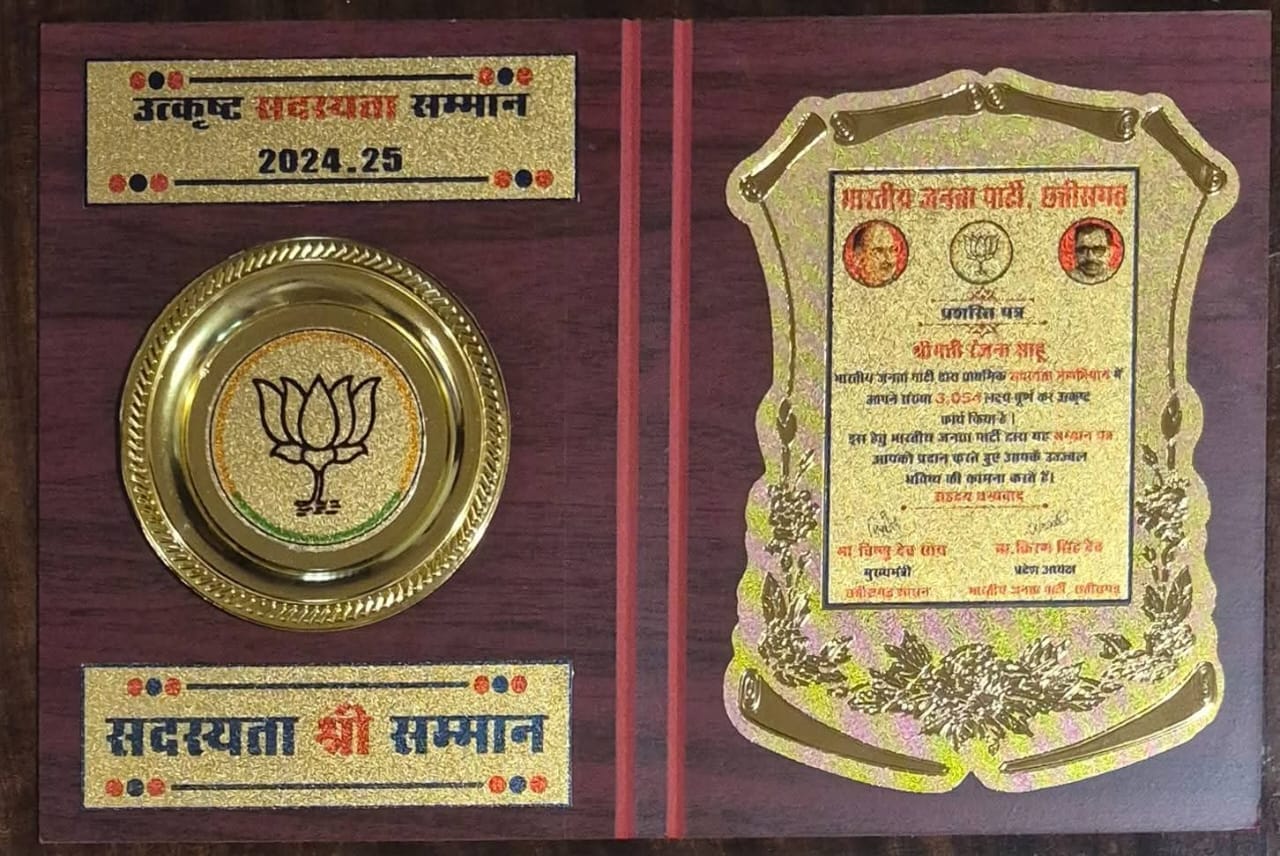 उत्कृष्ट सदस्यता सम्मान
2024.25
सदस्यता श्री सम्मान
भारतीय जनता पार्टी, छत्तीसगढ़
प्रशस्ति पत्र
श्रीमती रंजना साहू
भारतीय जनता पार्टी द्वारा प्राथमिक सदस्यता महाभियान में
आपने संख्या 3,054 लक्ष्य पूर्ण कर उत्कृष्ट
कार्य किया है।
इस हेतु भारतीय जनता पार्टी द्वारा यह सम्मान पत्र
आपको प्रदान करते हुए आपके उज्ज्वल
भविष्य की कामना करते हैं।
सहृदय धन्यवाद
मा. विष्णु देव साय
मुख्यमंत्री
छत्तीसगढ़ शासन
मा. किरण सिंह देव
प्रदेश अध्यक्ष
भारतीय जनता पार्टी, छत्तीसगढ़